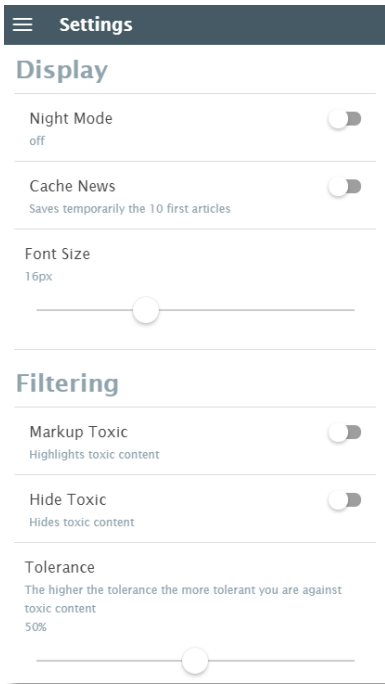 Settings
Display
Night Mode
off
Cache News
Saves temporarily the 10 first articles
Font Size
16px
Filtering
Markup Toxic
Highlights toxic content
Hide Toxic
Hides toxic content
Tolerance
The higher the tolerance the more tolerant you are against
toxic content
50%